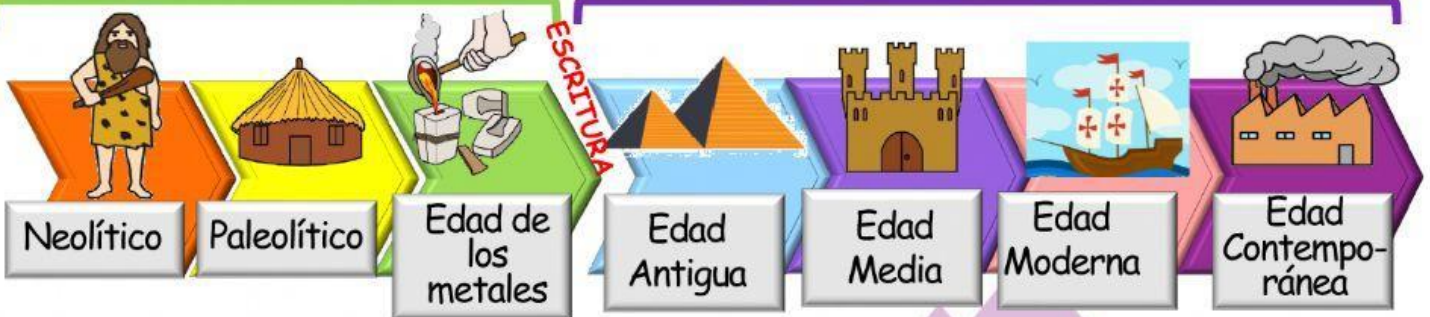 ESCRITURA
Neolítico
Paleolítico
Edad de
los
metales
Edad
Antigua
Edad
Media
Edad
Moderna
Edad
Contempo-
ránea